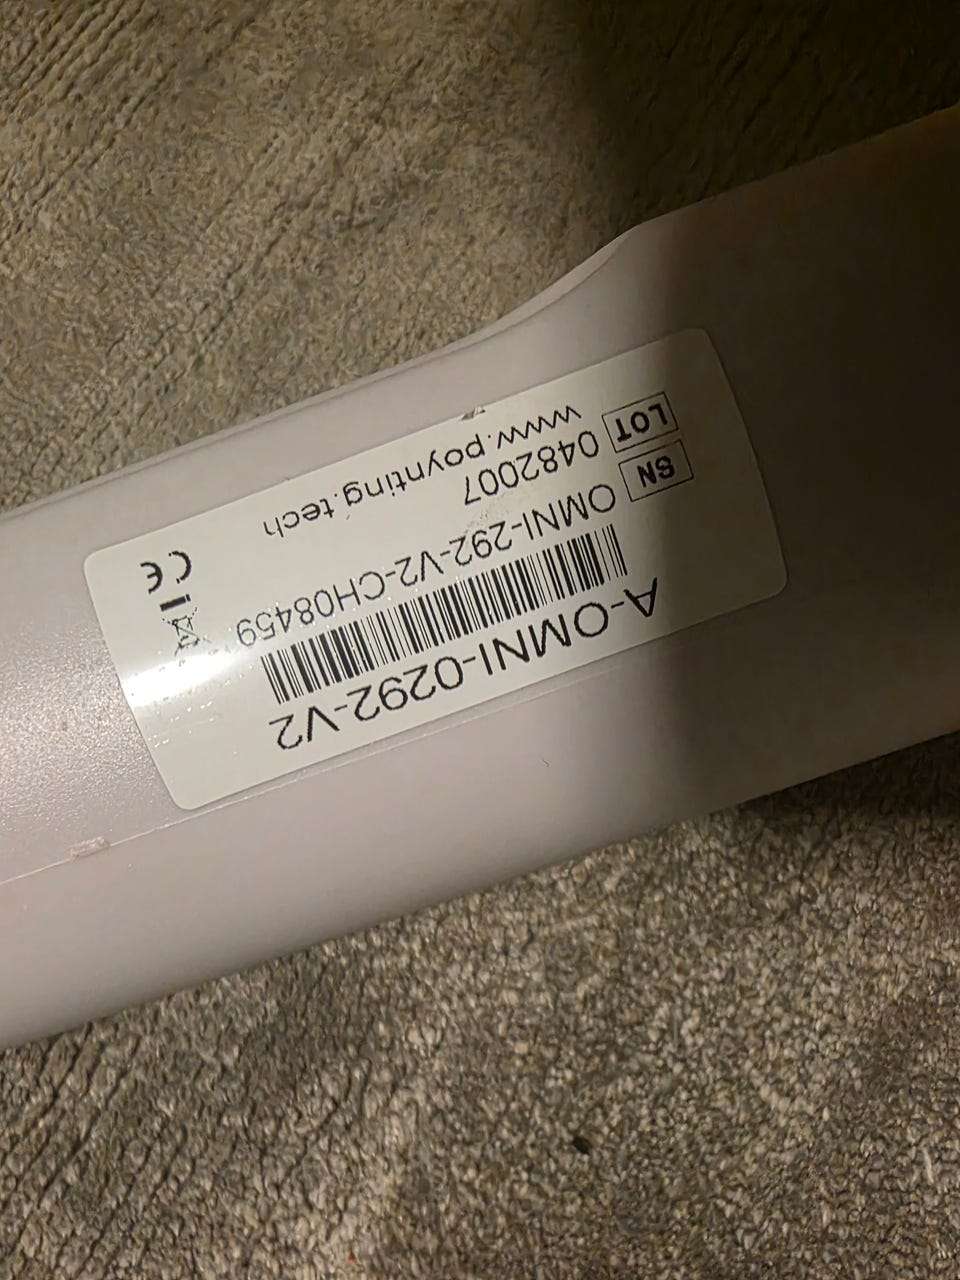 A-OMNI-0292-V2
SN OMNI-292-V2-CH08459
LOT 0482007
www.poynting.tech
CE